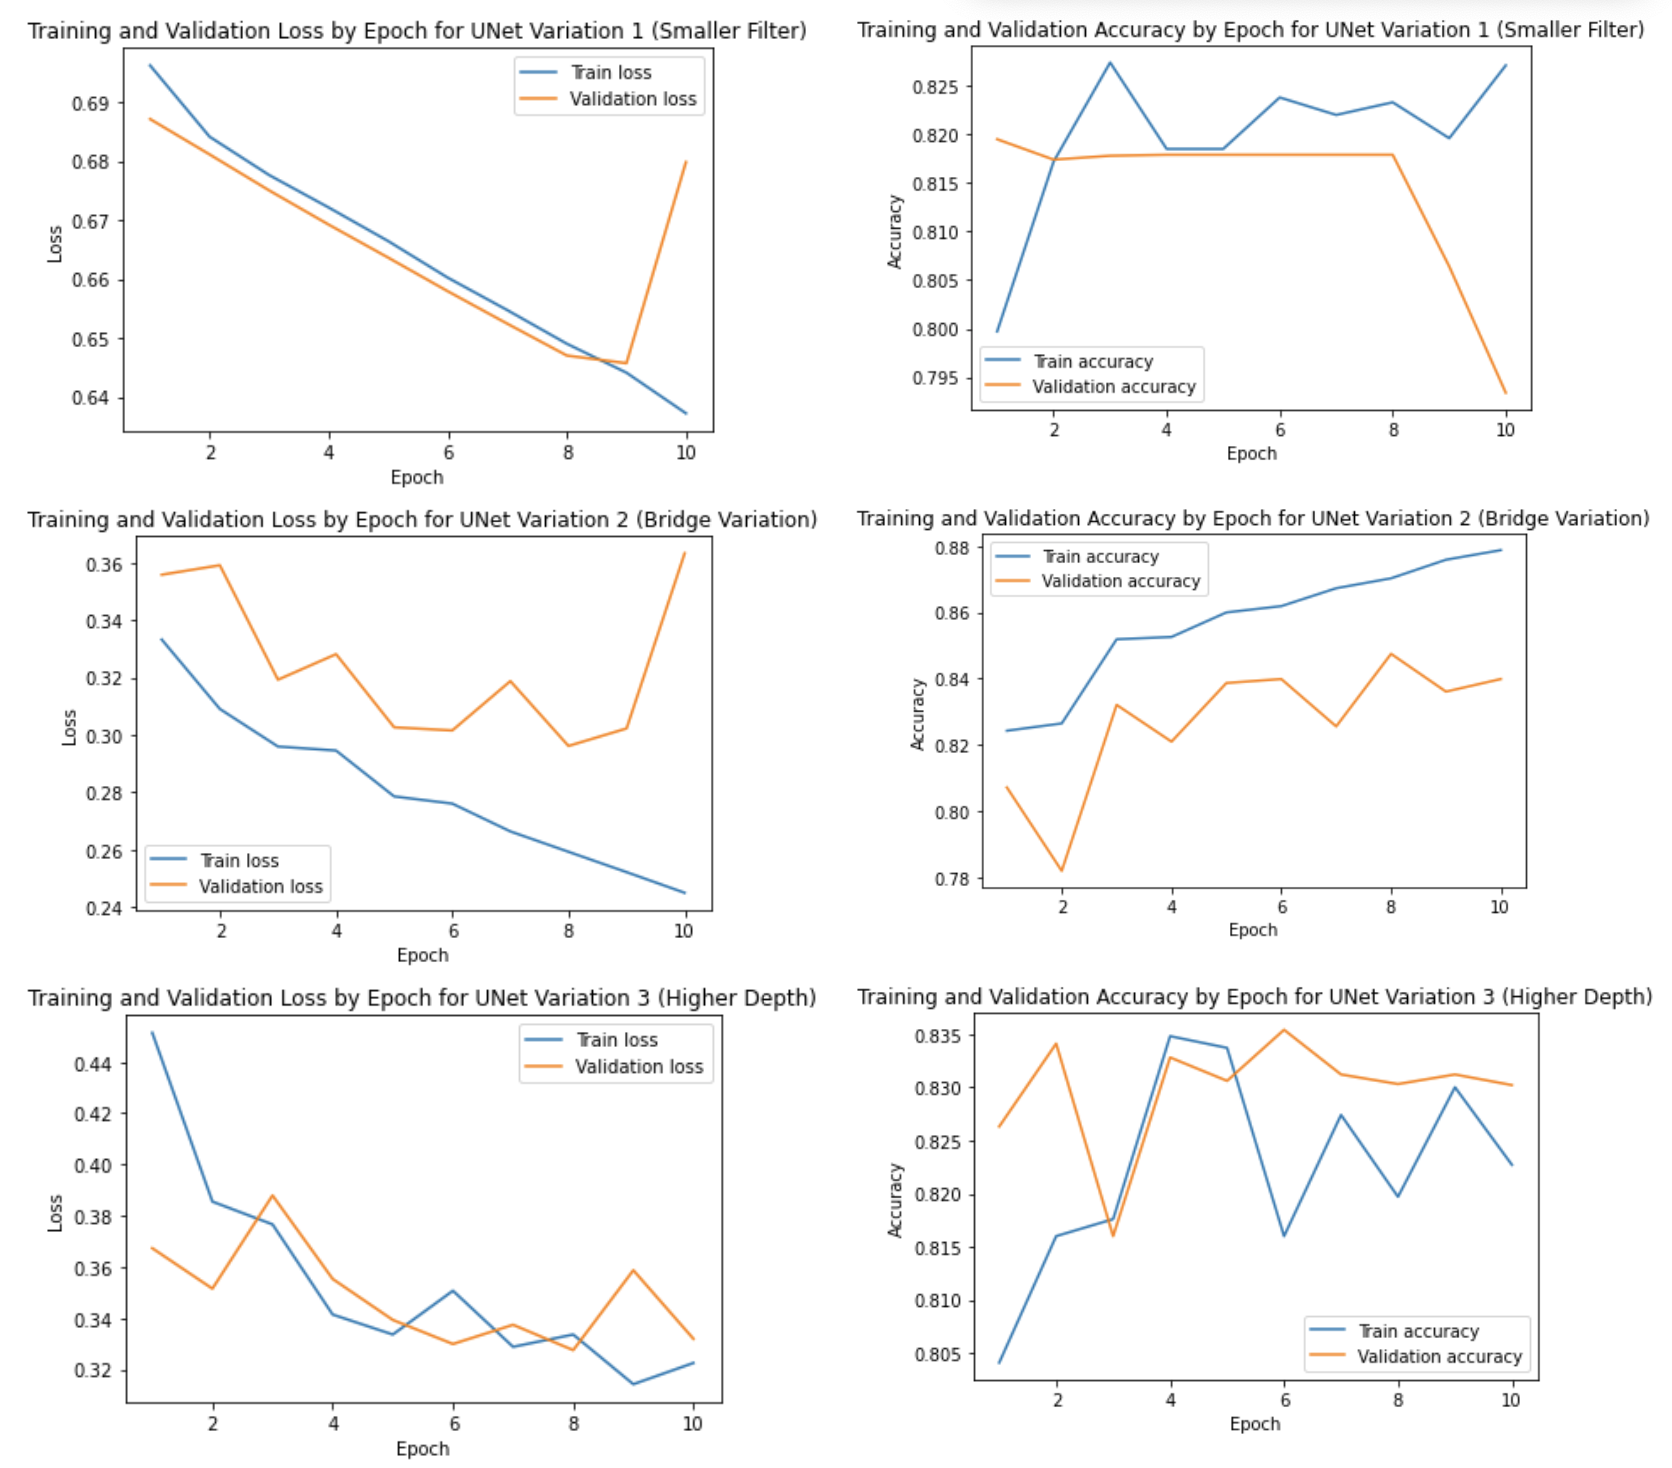 Training and Validation Loss by Epoch for UNet Variation 1 (Smaller Filter)
Train loss
Validation loss
0.69
0.68
0.67
0.66
0.65
0.64
Loss
2 4 6 8 10
Epoch
Training and Validation Accuracy by Epoch for UNet Variation 1 (Smaller Filter)
0.825
0.820
0.815
0.810
0.805
0.800
0.795
Accuracy
Train accuracy
Validation accuracy
2 4 6 8 10
Epoch
Training and Validation Loss by Epoch for UNet Variation 2 (Bridge Variation)
0.36
0.34
0.32
0.30
0.28
0.26
0.24
Loss
Train loss
Validation loss
2 4 6 8 10
Epoch
Training and Validation Accuracy by Epoch for UNet Variation 2 (Bridge Variation)
Train accuracy
Validation accuracy
0.88
0.86
0.84
0.82
0.80
0.78
Accuracy
2 4 6 8 10
Epoch
Training and Validation Loss by Epoch for UNet Variation 3 (Higher Depth)
Train loss
Validation loss
0.44
0.42
0.40
0.38
0.36
0.34
0.32
Loss
2 4 6 8 10
Epoch
Training and Validation Accuracy by Epoch for UNet Variation 3 (Higher Depth)
0.835
0.830
0.825
0.820
0.815
0.810
0.805
Accuracy
Train accuracy
Validation accuracy
2 4 6 8 10
Epoch